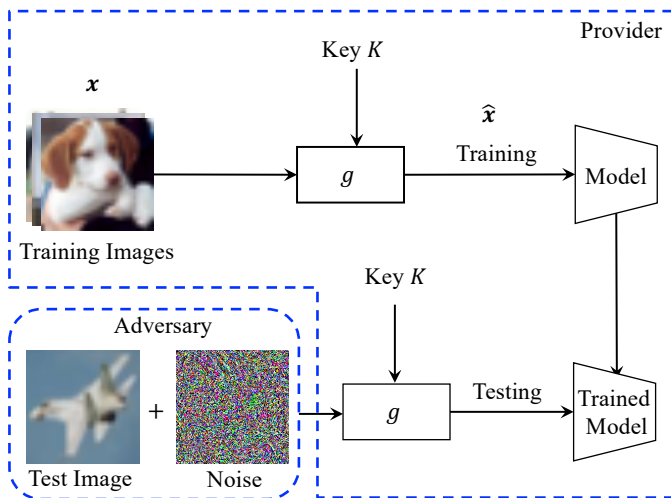 Provider
Key K
x
x̂
g
Training
Model
Training Images
Key K
Adversary
+
g
Testing
Trained
Model
Test Image
Noise